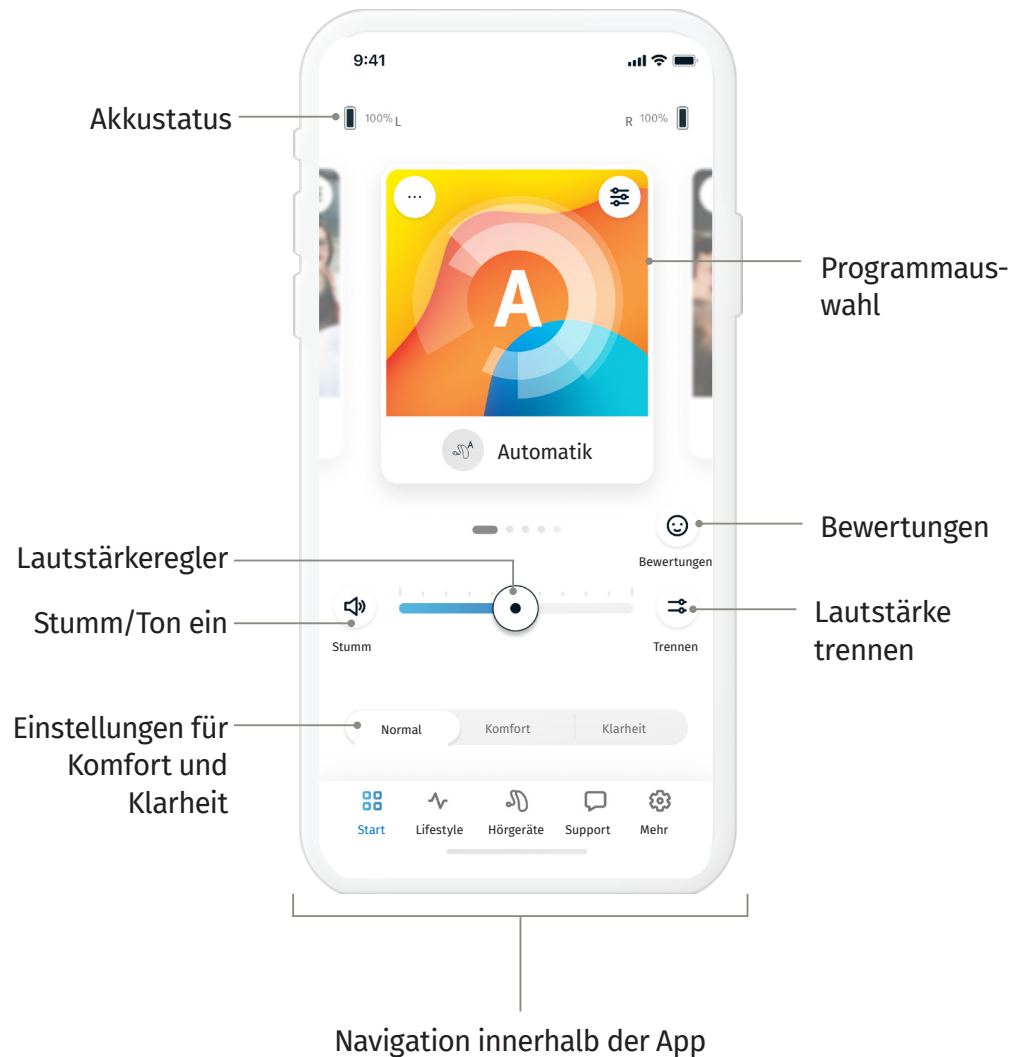 9:41
Akkustatus
100% L
R 100%
...
A
Programmaus-
wahl
A
Automatik
Bewertungen
Bewertungen
Lautstärkeregler
Stumm/Ton ein
Stumm
Trennen
Lautstärke
trennen
Einstellungen für
Komfort und
Klarheit
Normal Komfort Klarheit
Start Lifestyle Hörgeräte Support Mehr
Navigation innerhalb der App